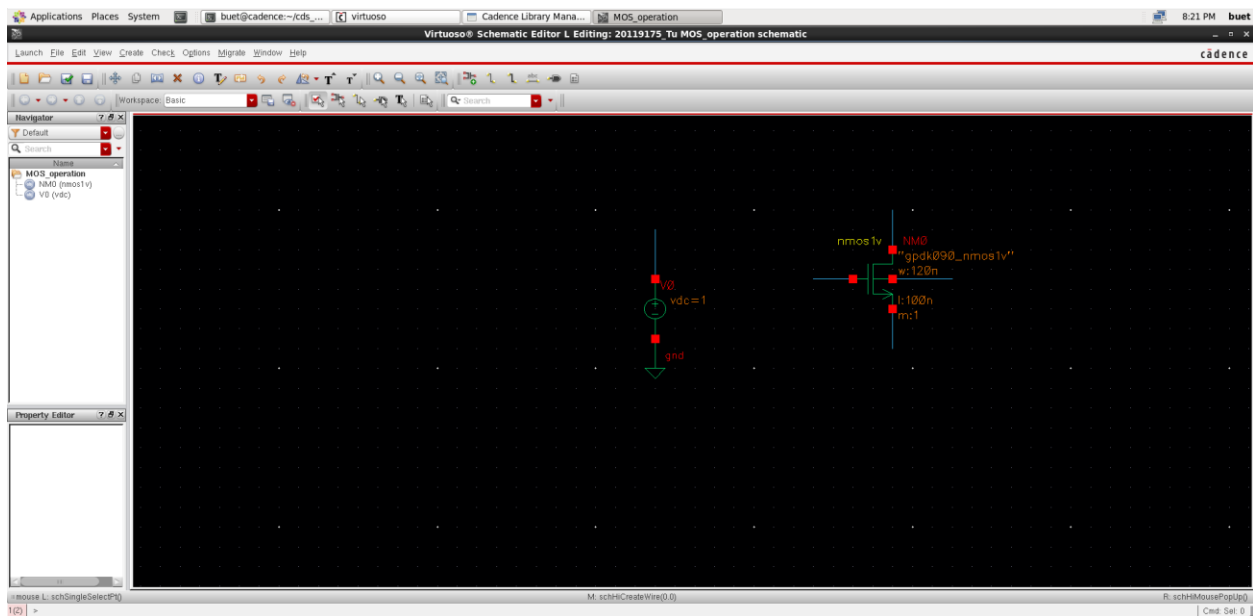 Applications Places System buet@cadence:~/cds_... virtuoso Cadence Library Mana... MOS_operation 8:21 PM buet
Virtuoso® Schematic Editor L Editing: 20119175_Tu MOS_operation schematic
Launch File Edit View Create Check Options Migrate Window Help cādence
Workspace: Basic Search
Navigator
Default
Search
Name
MOS_operation
NM0 (nmos1v)
V0 (vdc)
nmos1v NM0
"gpdk090_nmos1v"
w:120n
V0
vdc=1
l:100n
m:1
gnd
Property Editor
mouse L: schSingleSelectPt() M: schHiCreateWire(0.0) R: schHiMousePopUp()
1(2) > Cmd: Sel: 0